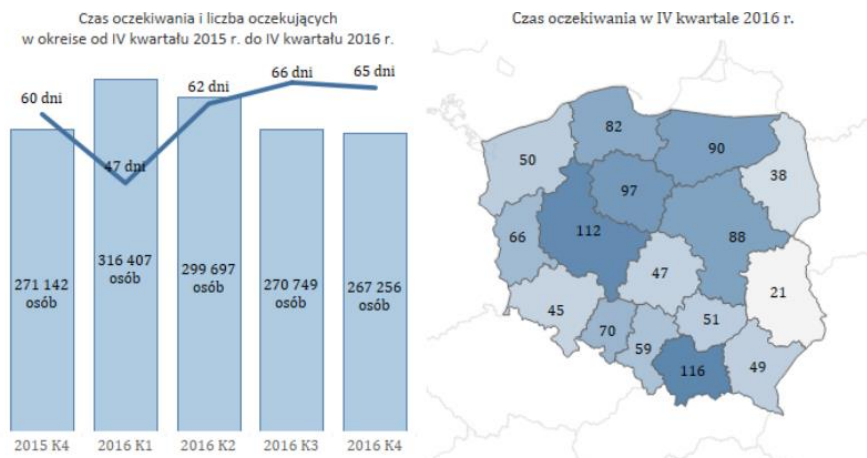 Czas oczekiwania i liczba oczekujących
w okreise od IV kwartału 2015 r. do IV kwartału 2016 r.
60 dni
47 dni
62 dni
66 dni
65 dni
271 142
osób
316 407
osób
299 697
osób
270 749
osób
267 256
osób
2015 K4
2016 K1
2016 K2
2016 K3
2016 K4
Czas oczekiwania w IV kwartale 2016 r.
82
90
50
38
97
112
66
88
47
21
45
51
70
59
49
116